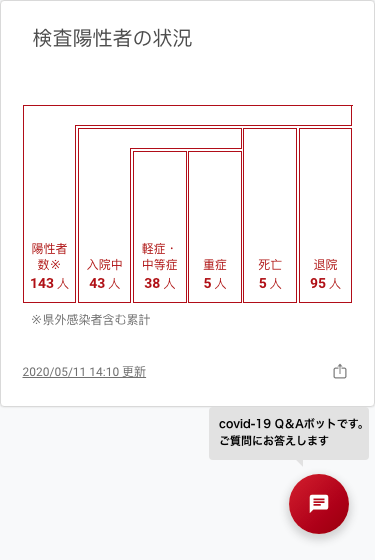 検査陽性者の状況
陽性者
数※
143 人
入院中
43 人
軽症・
中等症
38 人
重症
5 人
死亡
5 人
退院
95 人
※県外感染者含む累計
2020/05/11 14:10 更新
covid-19 Q&Aボットです。
ご質問にお答えします